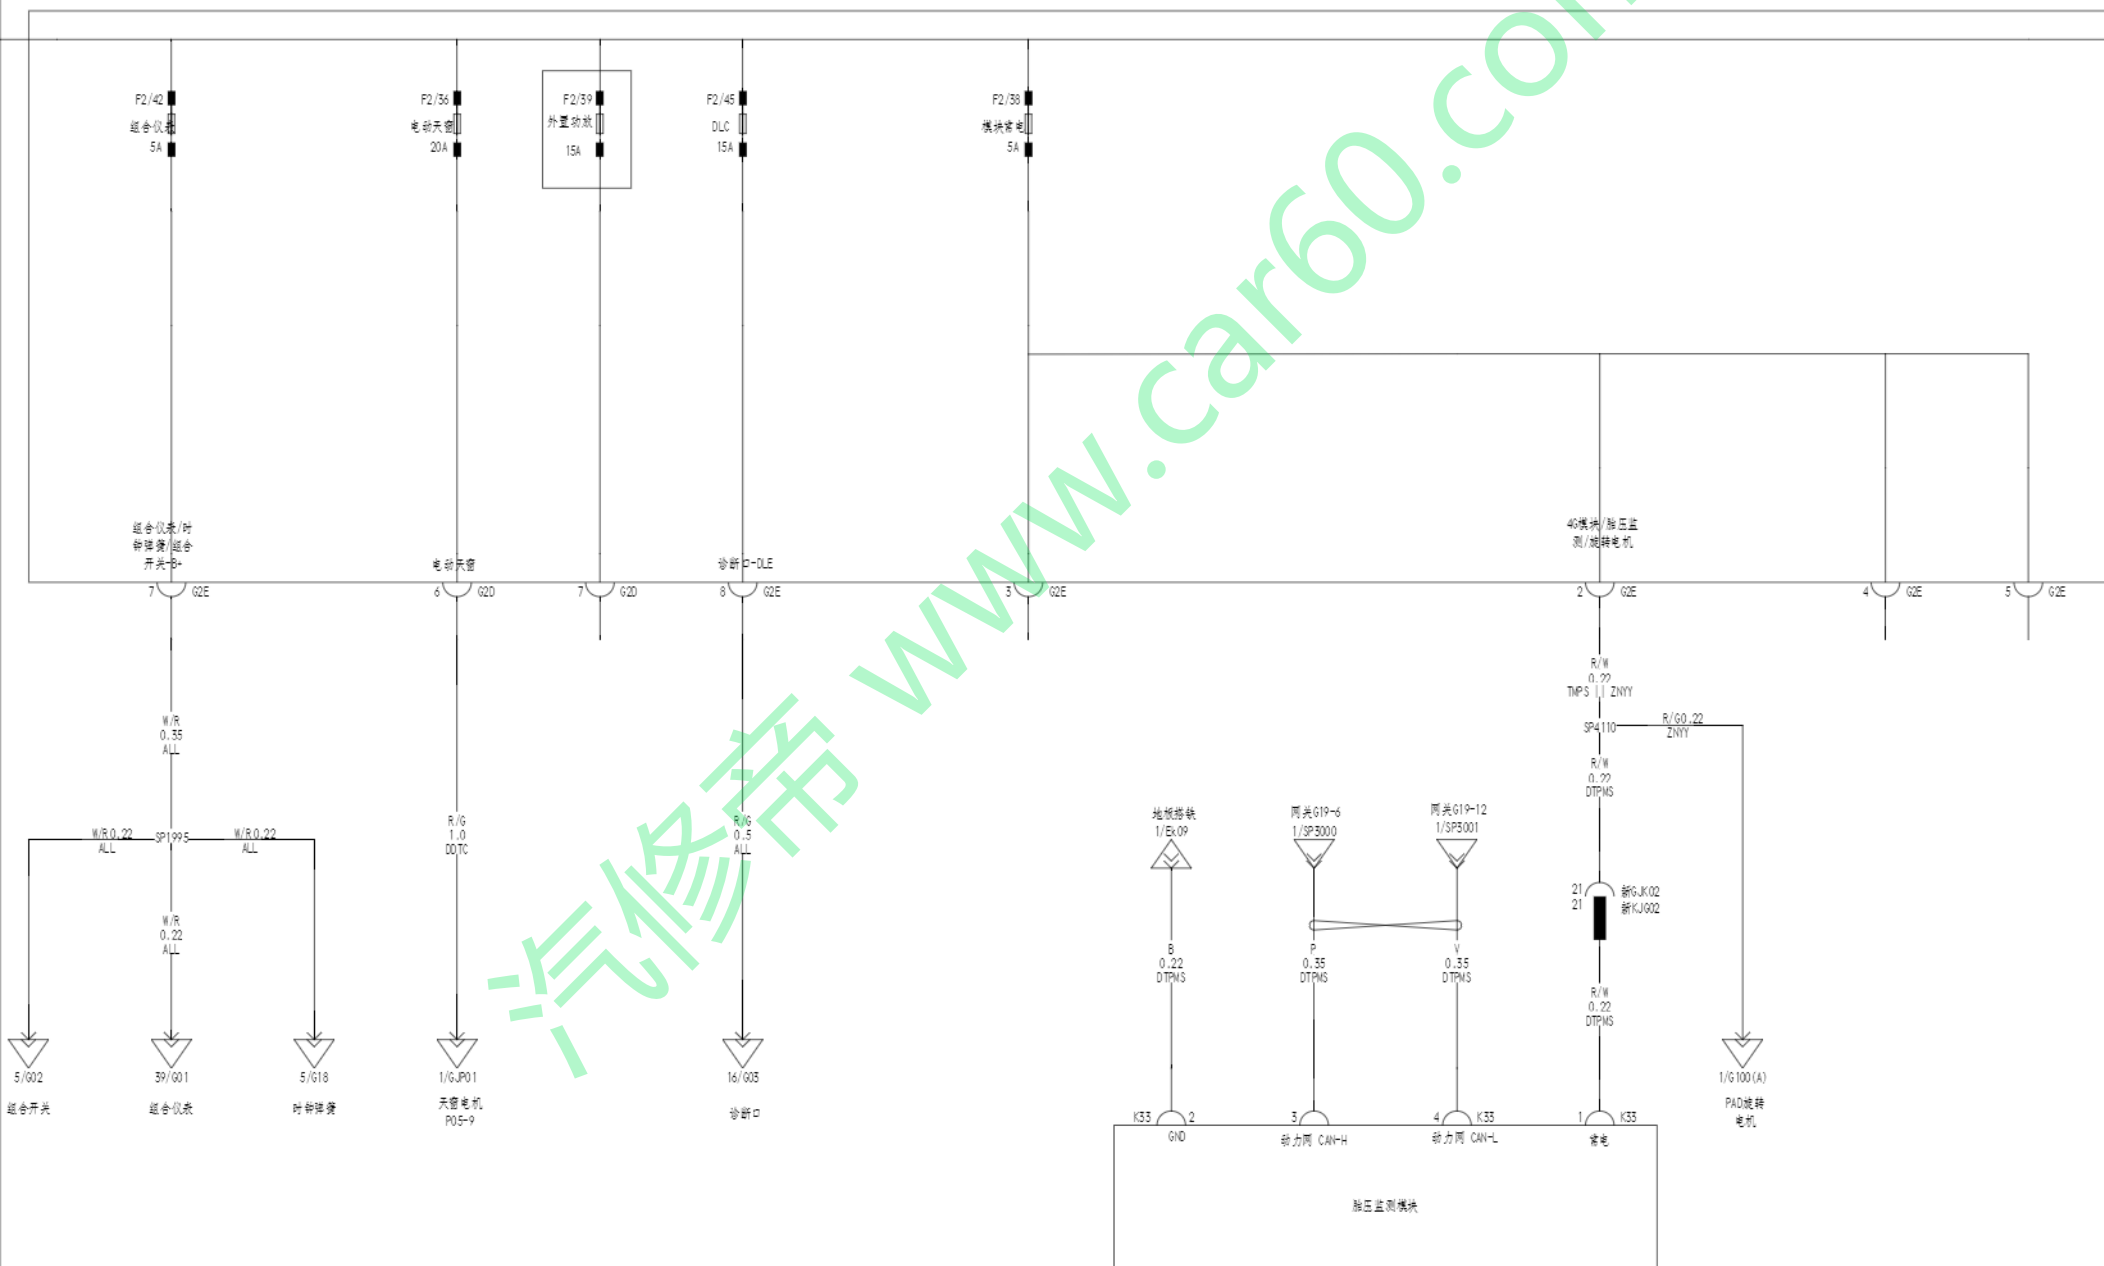 F2/42
组合仪表
5A
F2/36
电动天窗
20A
F2/39
外置功放
15A
F2/45
DLC
15A
F2/38
模块常电
5A
组合仪表/时
钟弹簧/组合
开关-B+
电动天窗
诊断口-DLE
4G模块/胎压监
测/旋转电机
7 G2E
6 G2D
7 G2D
8 G2E
3 G2E
2 G2E
4 G2E
5 G2E
R/W
0.22
TMPS || ZNYY
SP4110
R/G0.22
ZNYY
R/W
0.22
DTPMS
W/R
0.35
ALL
W/R0.22
ALL
SP1995
W/R0.22
ALL
W/R
0.22
ALL
R/G
1.0
DDTC
R/G
0.5
ALL
地板搭铁
1/Ek09
网关G19-6
1/SP3000
网关G19-12
1/SP3001
21 新GJK02
21 新KJG02
B
0.22
DTPMS
P
0.35
DTPMS
V
0.35
DTPMS
R/W
0.22
DTPMS
5/G02
组合开关
39/G01
组合仪表
5/G18
时钟弹簧
1/GJP01
天窗电机
P05-9
16/G03
诊断口
1/G100(A)
PAD旋转
电机
K33 2
GND
3
动力网 CAN-H
4 K33
动力网 CAN-L
1 K33
常电
胎压监测模块
汽修帝 www.car60.com